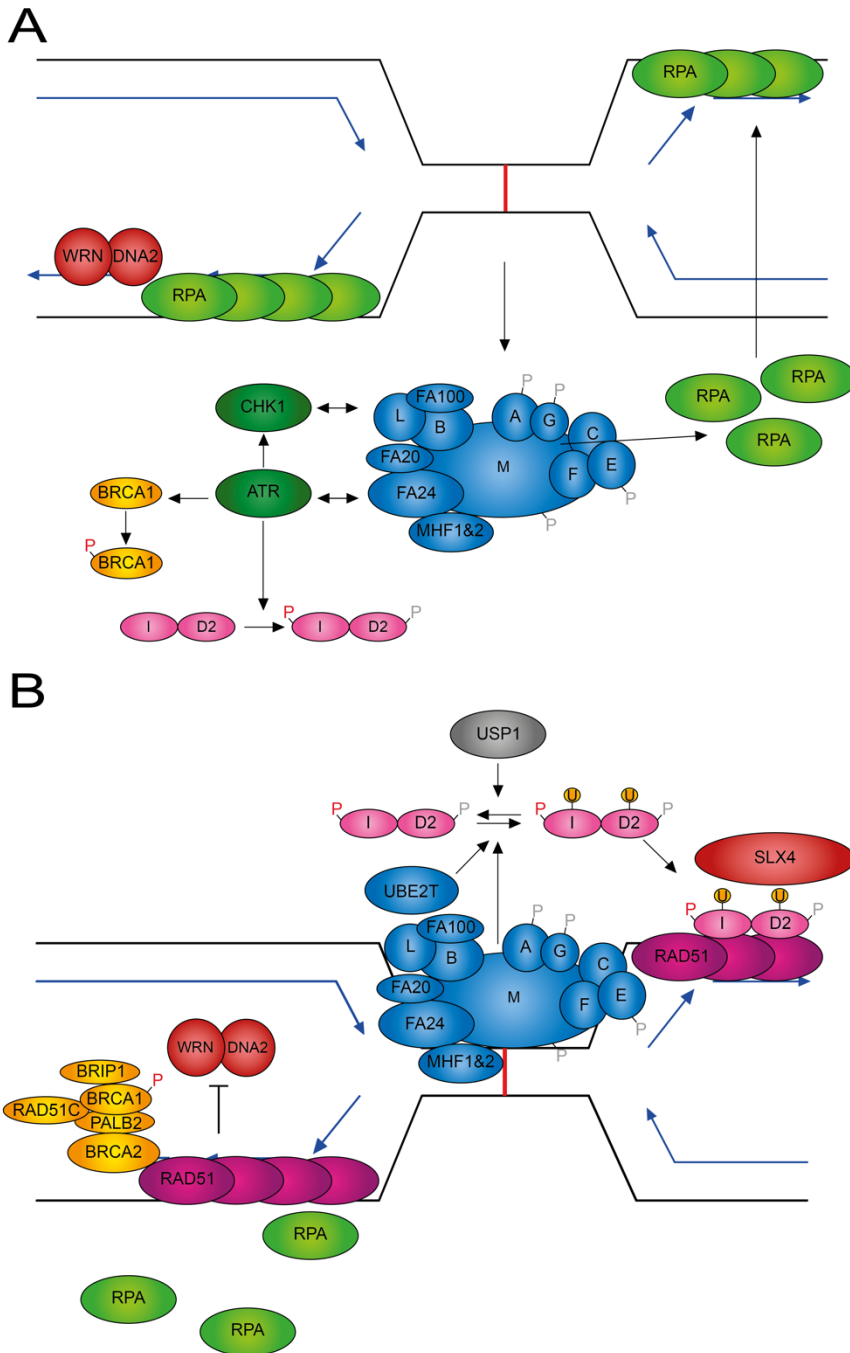 A
RPA
WRN DNA2
RPA
CHK1
L
FA100
B
A
G
P
P
C
RPA
RPA
RPA
FA20
M
F
E
P
BRCA1
ATR
FA24
MHF1&2
P
P
BRCA1
I D2
P
I D2
P
B
USP1
P
I D2
P
U
U
P
I D2
P
SLX4
UBE2T
U
U
P
I D2
P
L
FA100
B
A
G
P
P
C
RAD51
FA20
M
F
E
P
FA24
MHF1&2
P
WRN DNA2
BRIP1
P
BRCA1
RAD51C
PALB2
BRCA2
RAD51
RPA
RPA
RPA